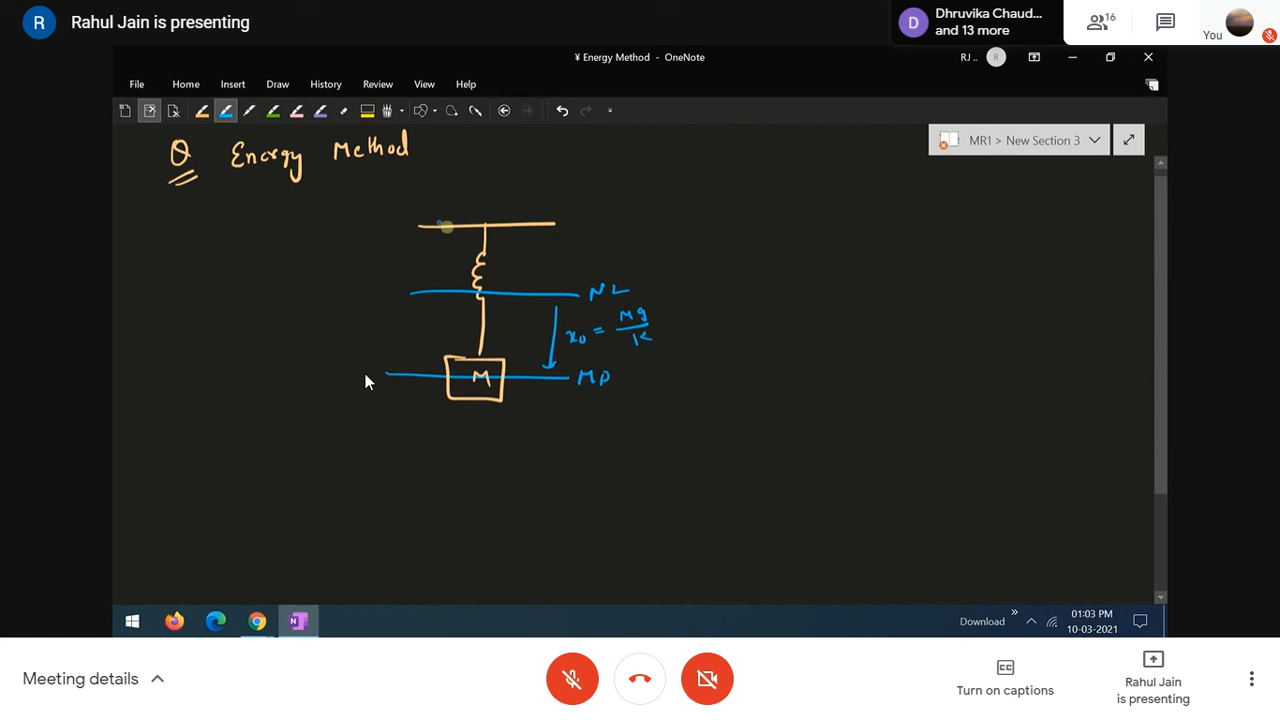 R Rahul Jain is presenting
D Dhruvika Chaud...
and 13 more
16
You
¥ Energy Method - OneNote
RJ ..
R
File Home Insert Draw History Review View Help
MR1 > New Section 3
Q Energy Method
NL
x₀ = Mg/K
M
MP
Download
01:03 PM
10-03-2021
Meeting details
CC
Turn on captions
Rahul Jain
is presenting